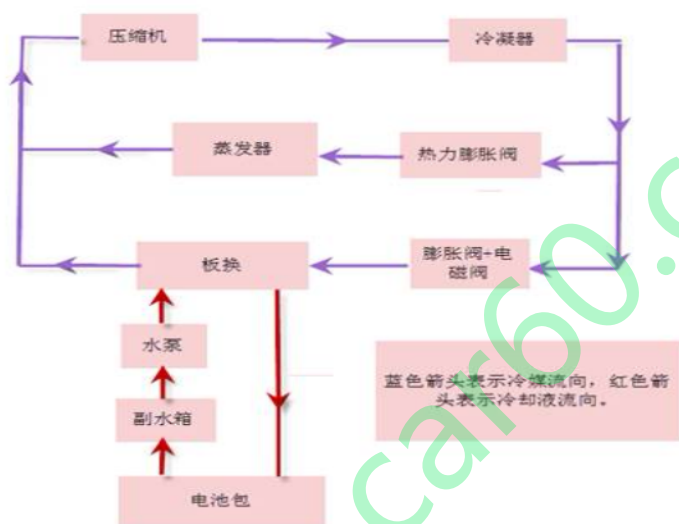 压缩机
冷凝器
蒸发器
热力膨胀阀
板换
膨胀阀+电
磁阀
水泵
蓝色箭头表示冷媒流向，红色箭
头表示冷却液流向。
副水箱
电池包
car60.c